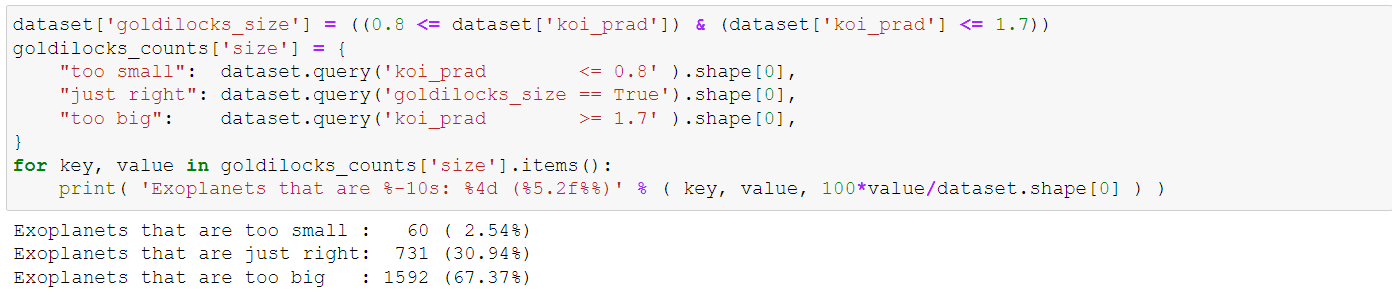 dataset['goldilocks_size'] = ((0.8 <= dataset['koi_prad']) & (dataset['koi_prad'] <= 1.7))
goldilocks_counts['size'] = {
    "too small":  dataset.query('koi_prad        <= 0.8' ).shape[0],
    "just right": dataset.query('goldilocks_size == True').shape[0],
    "too big":    dataset.query('koi_prad        >= 1.7' ).shape[0],
}
for key, value in goldilocks_counts['size'].items():
    print( 'Exoplanets that are %-10s: %4d (%5.2f%%)' % ( key, value, 100*value/dataset.shape[0] ) )
Exoplanets that are too small :   60 ( 2.54%)
Exoplanets that are just right:  731 (30.94%)
Exoplanets that are too big   : 1592 (67.37%)